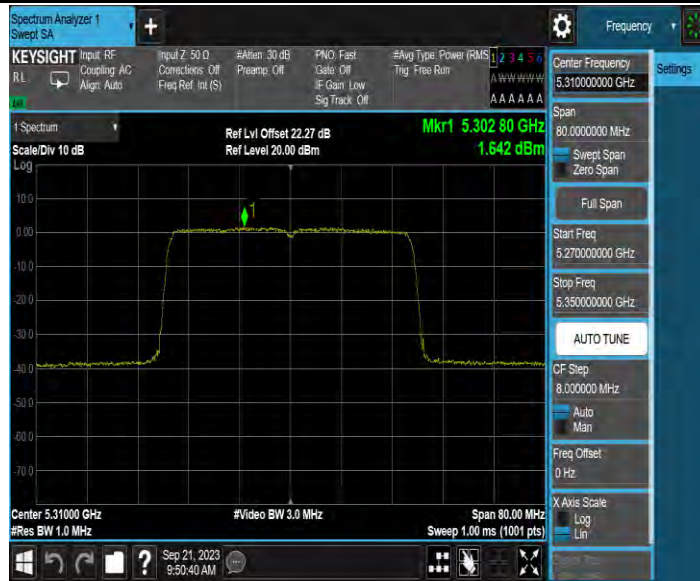 Spectrum Analyzer 1
Swept SA
+
Frequency
KEYSIGHT
RL
Input: RF
Coupling: AC
Align: Auto
Input Z: 50 Ω
Corrections: Off
Freq Ref: Int (S)
#Atten: 30 dB
Preamp: Off
PNO: Fast
Gate: Off
IF Gain: Low
Sig Track: Off
#Avg Type: Power (RMS
Trig: Free Run
1 2 3 4 5 6
A W W W W W
A A A A A A
Center Frequency
5.310000000 GHz
Settings
Span
80.0000000 MHz
Swept Span
Zero Span
Full Span
Start Freq
5.270000000 GHz
Stop Freq
5.350000000 GHz
AUTO TUNE
CF Step
8.000000 MHz
Auto
Man
Freq Offset
0 Hz
X Axis Scale
Log
Lin
1 Spectrum
Scale/Div 10 dB
Log
Ref Lvl Offset 22.27 dB
Ref Level 20.00 dBm
Mkr1 5.302 80 GHz
1.642 dBm
10.0
1
0.00
-10.0
-20.0
-30.0
-40.0
-50.0
-60.0
-70.0
Center 5.31000 GHz
#Res BW 1.0 MHz
#Video BW 3.0 MHz
Span 80.00 MHz
Sweep 1.00 ms (1001 pts)
?
Sep 21, 2023
9:50:40 AM